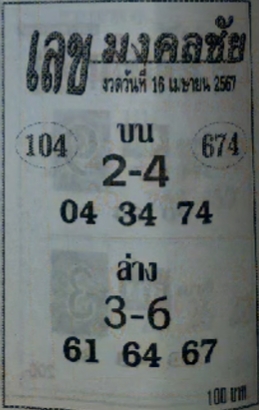 เลข มงคลชัย
งวดวันที่ 16 เมษายน 2567
บน
104 674
2-4
04 34 74
ล่าง
3-6
61 64 67
100 บาท